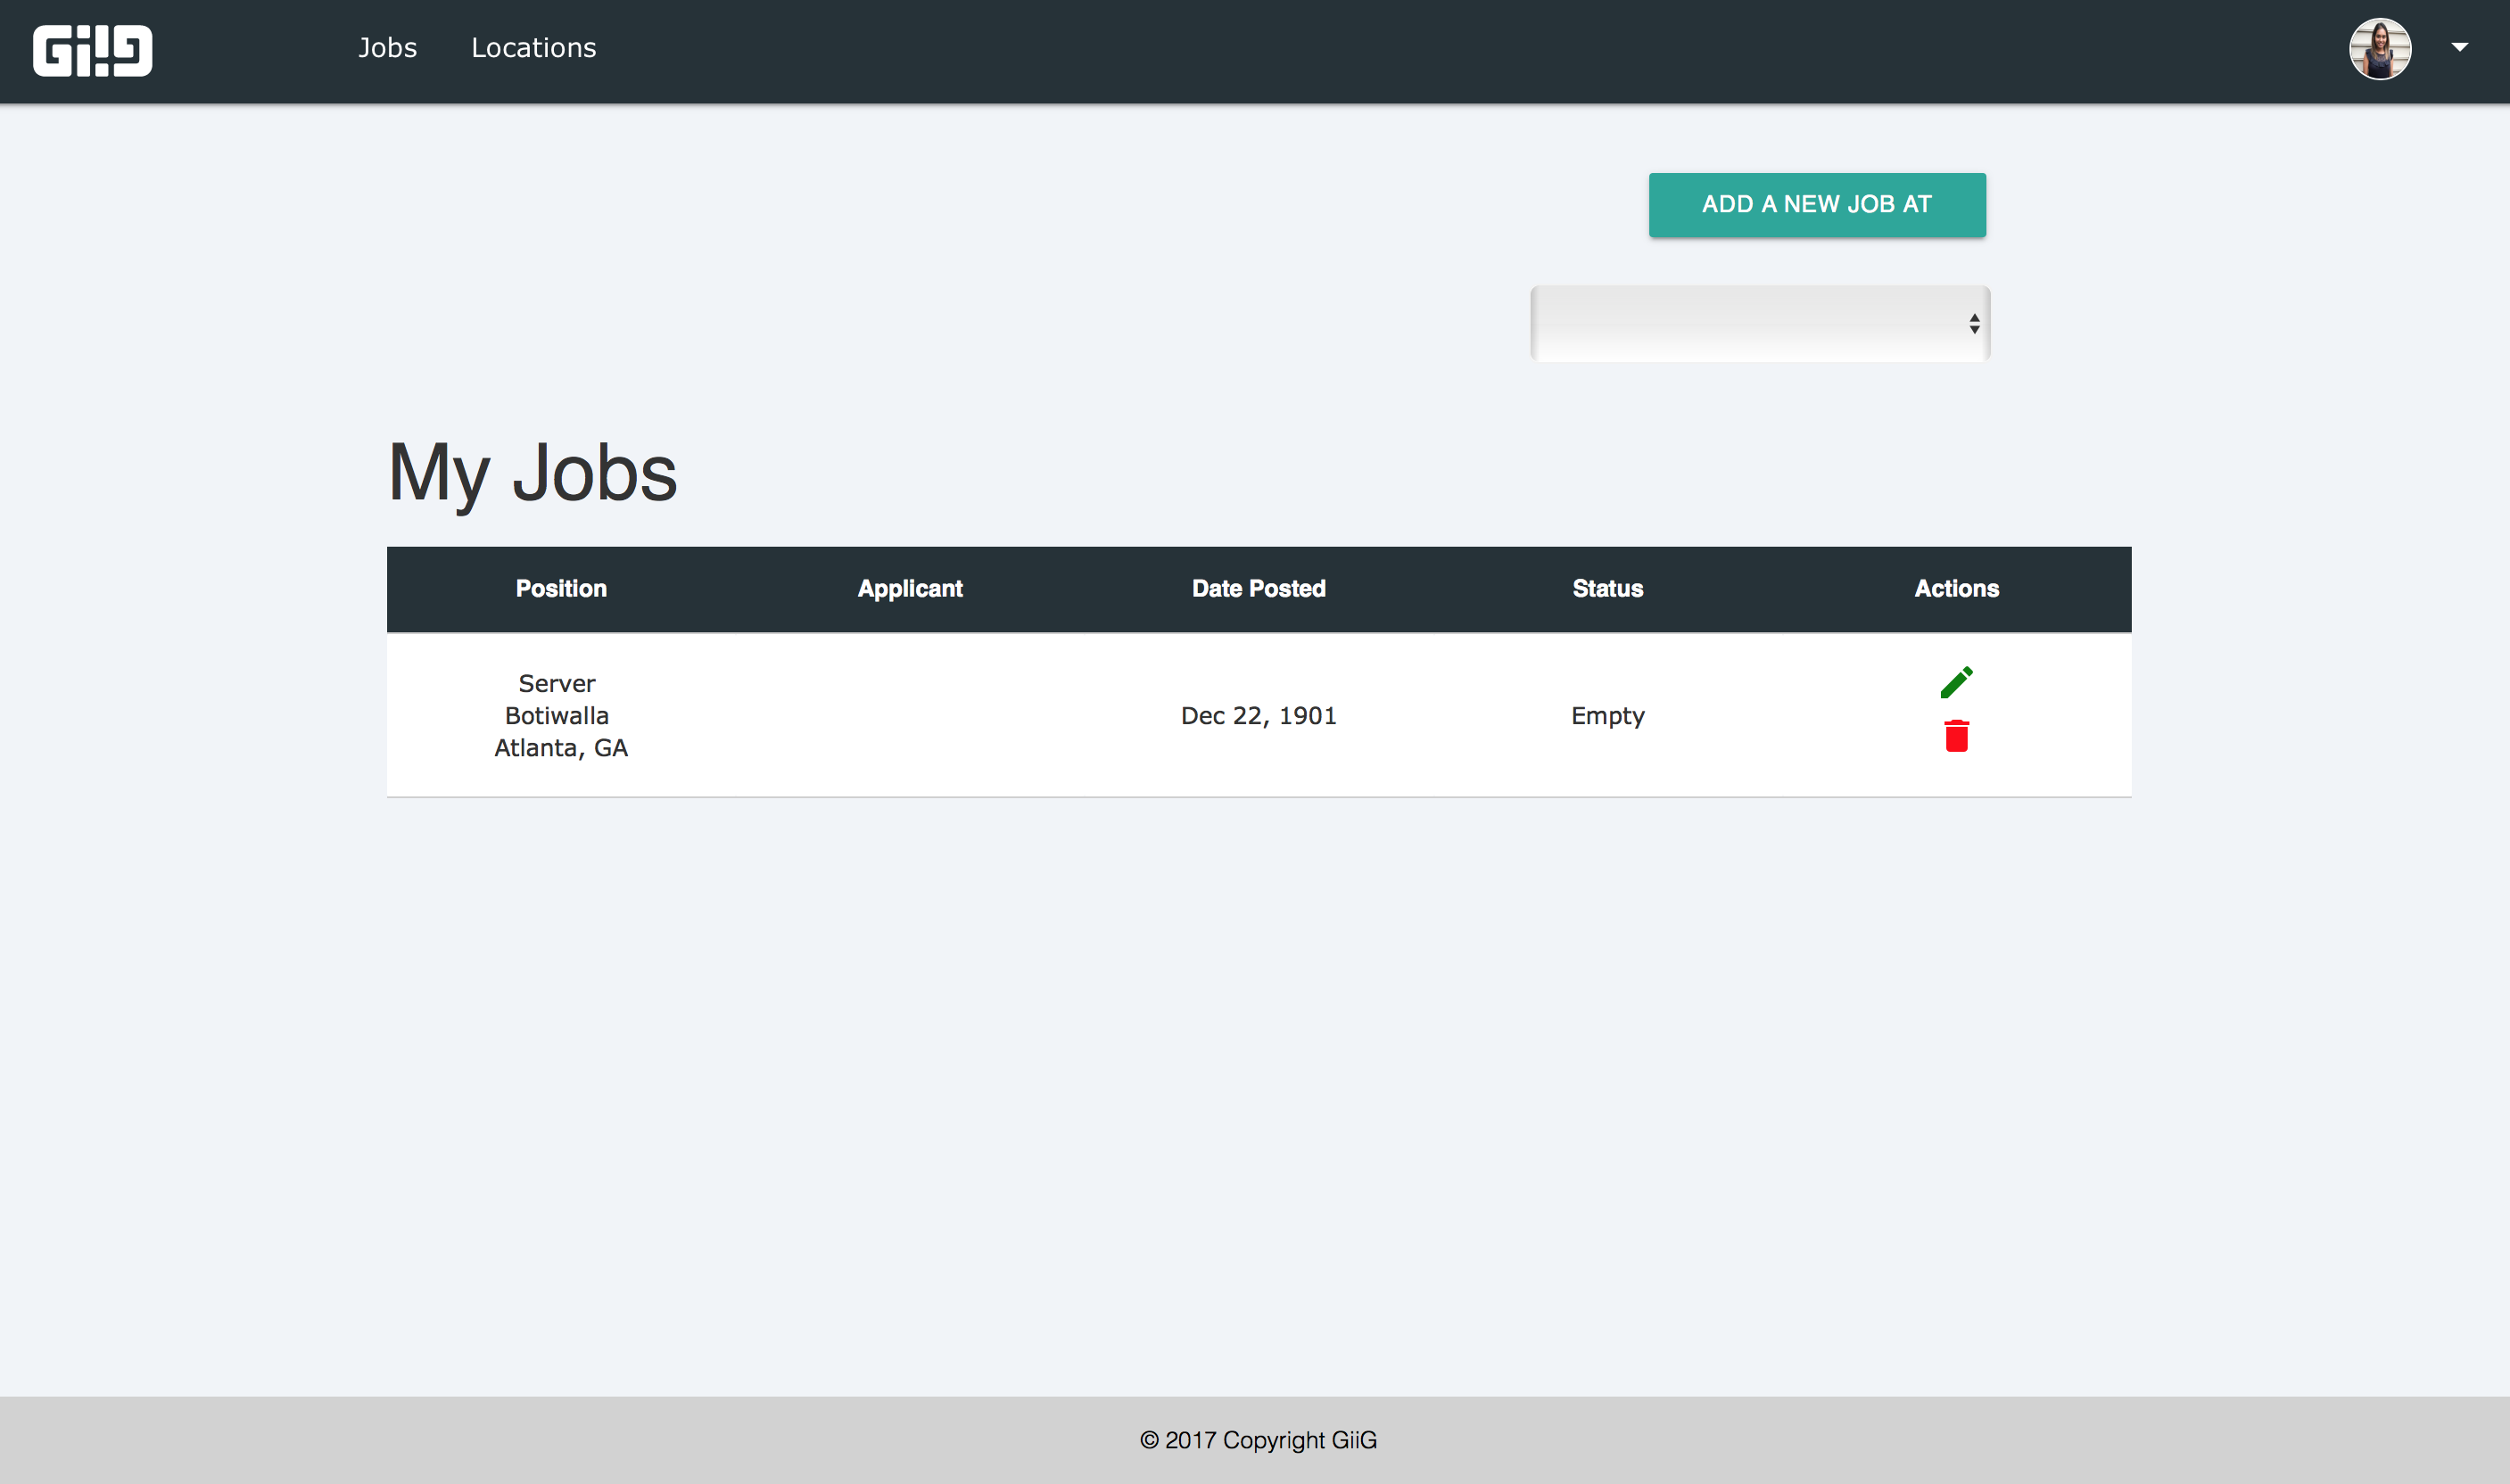 GiiG
Jobs Locations
ADD A NEW JOB AT
My Jobs
Position Applicant Date Posted Status Actions
Server
Botiwalla
Atlanta, GA
Dec 22, 1901
Empty
© 2017 Copyright GiiG